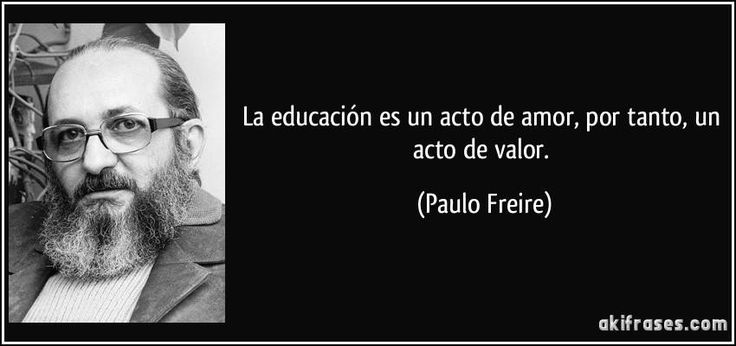 La educación es un acto de amor, por tanto, un
acto de valor.
(Paulo Freire)
akifrases.com